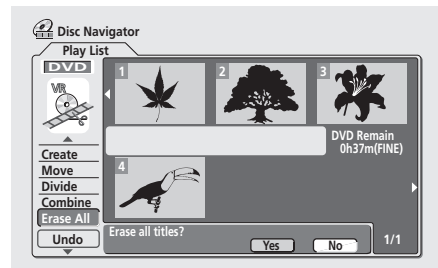 Disc Navigator
Play List
DVD
VR
1
2
3
DVD Remain
0h37m(FINE)
4
Create
Move
Divide
Combine
Erase All
Undo
Erase all titles?
Yes
No
1/1